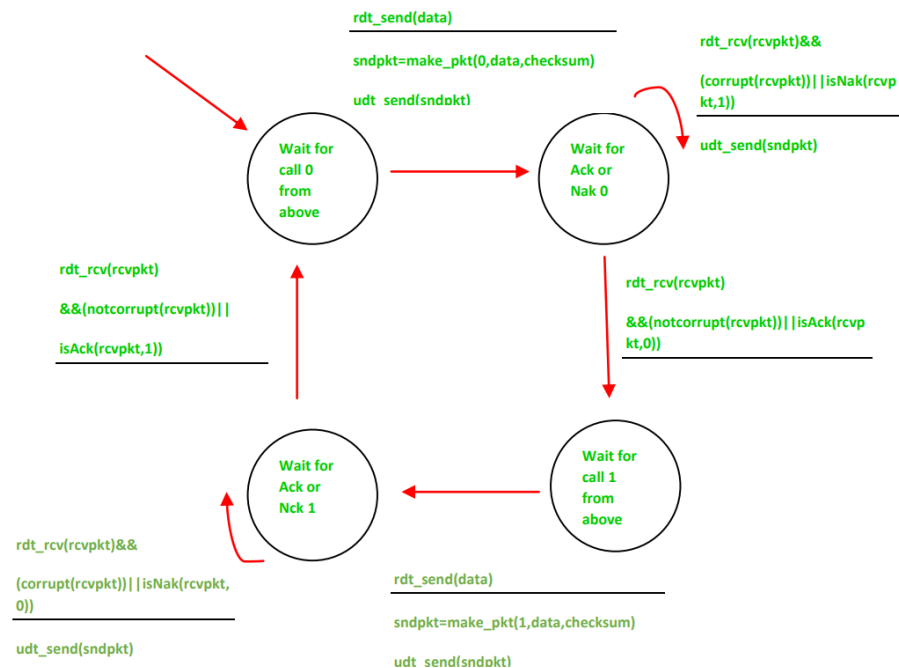 rdt_send(data)
sndpkt=make_pkt(0,data,checksum)
udt_send(sndpkt)
rdt_rcv(rcvpkt)&&
(corrupt(rcvpkt))||isNak(rcvp
kt,1))
udt_send(sndpkt)
Wait for
call 0
from
above
Wait for
Ack or
Nak 0
rdt_rcv(rcvpkt)
&&(notcorrupt(rcvpkt))||
isAck(rcvpkt,1))
rdt_rcv(rcvpkt)
&&(notcorrupt(rcvpkt))||isAck(rcvp
kt,0))
Wait for
Ack or
Nck 1
Wait for
call 1
from
above
rdt_rcv(rcvpkt)&&
(corrupt(rcvpkt))||isNak(rcvpkt,
0))
udt_send(sndpkt)
rdt_send(data)
sndpkt=make_pkt(1,data,checksum)
udt_send(sndpkt)